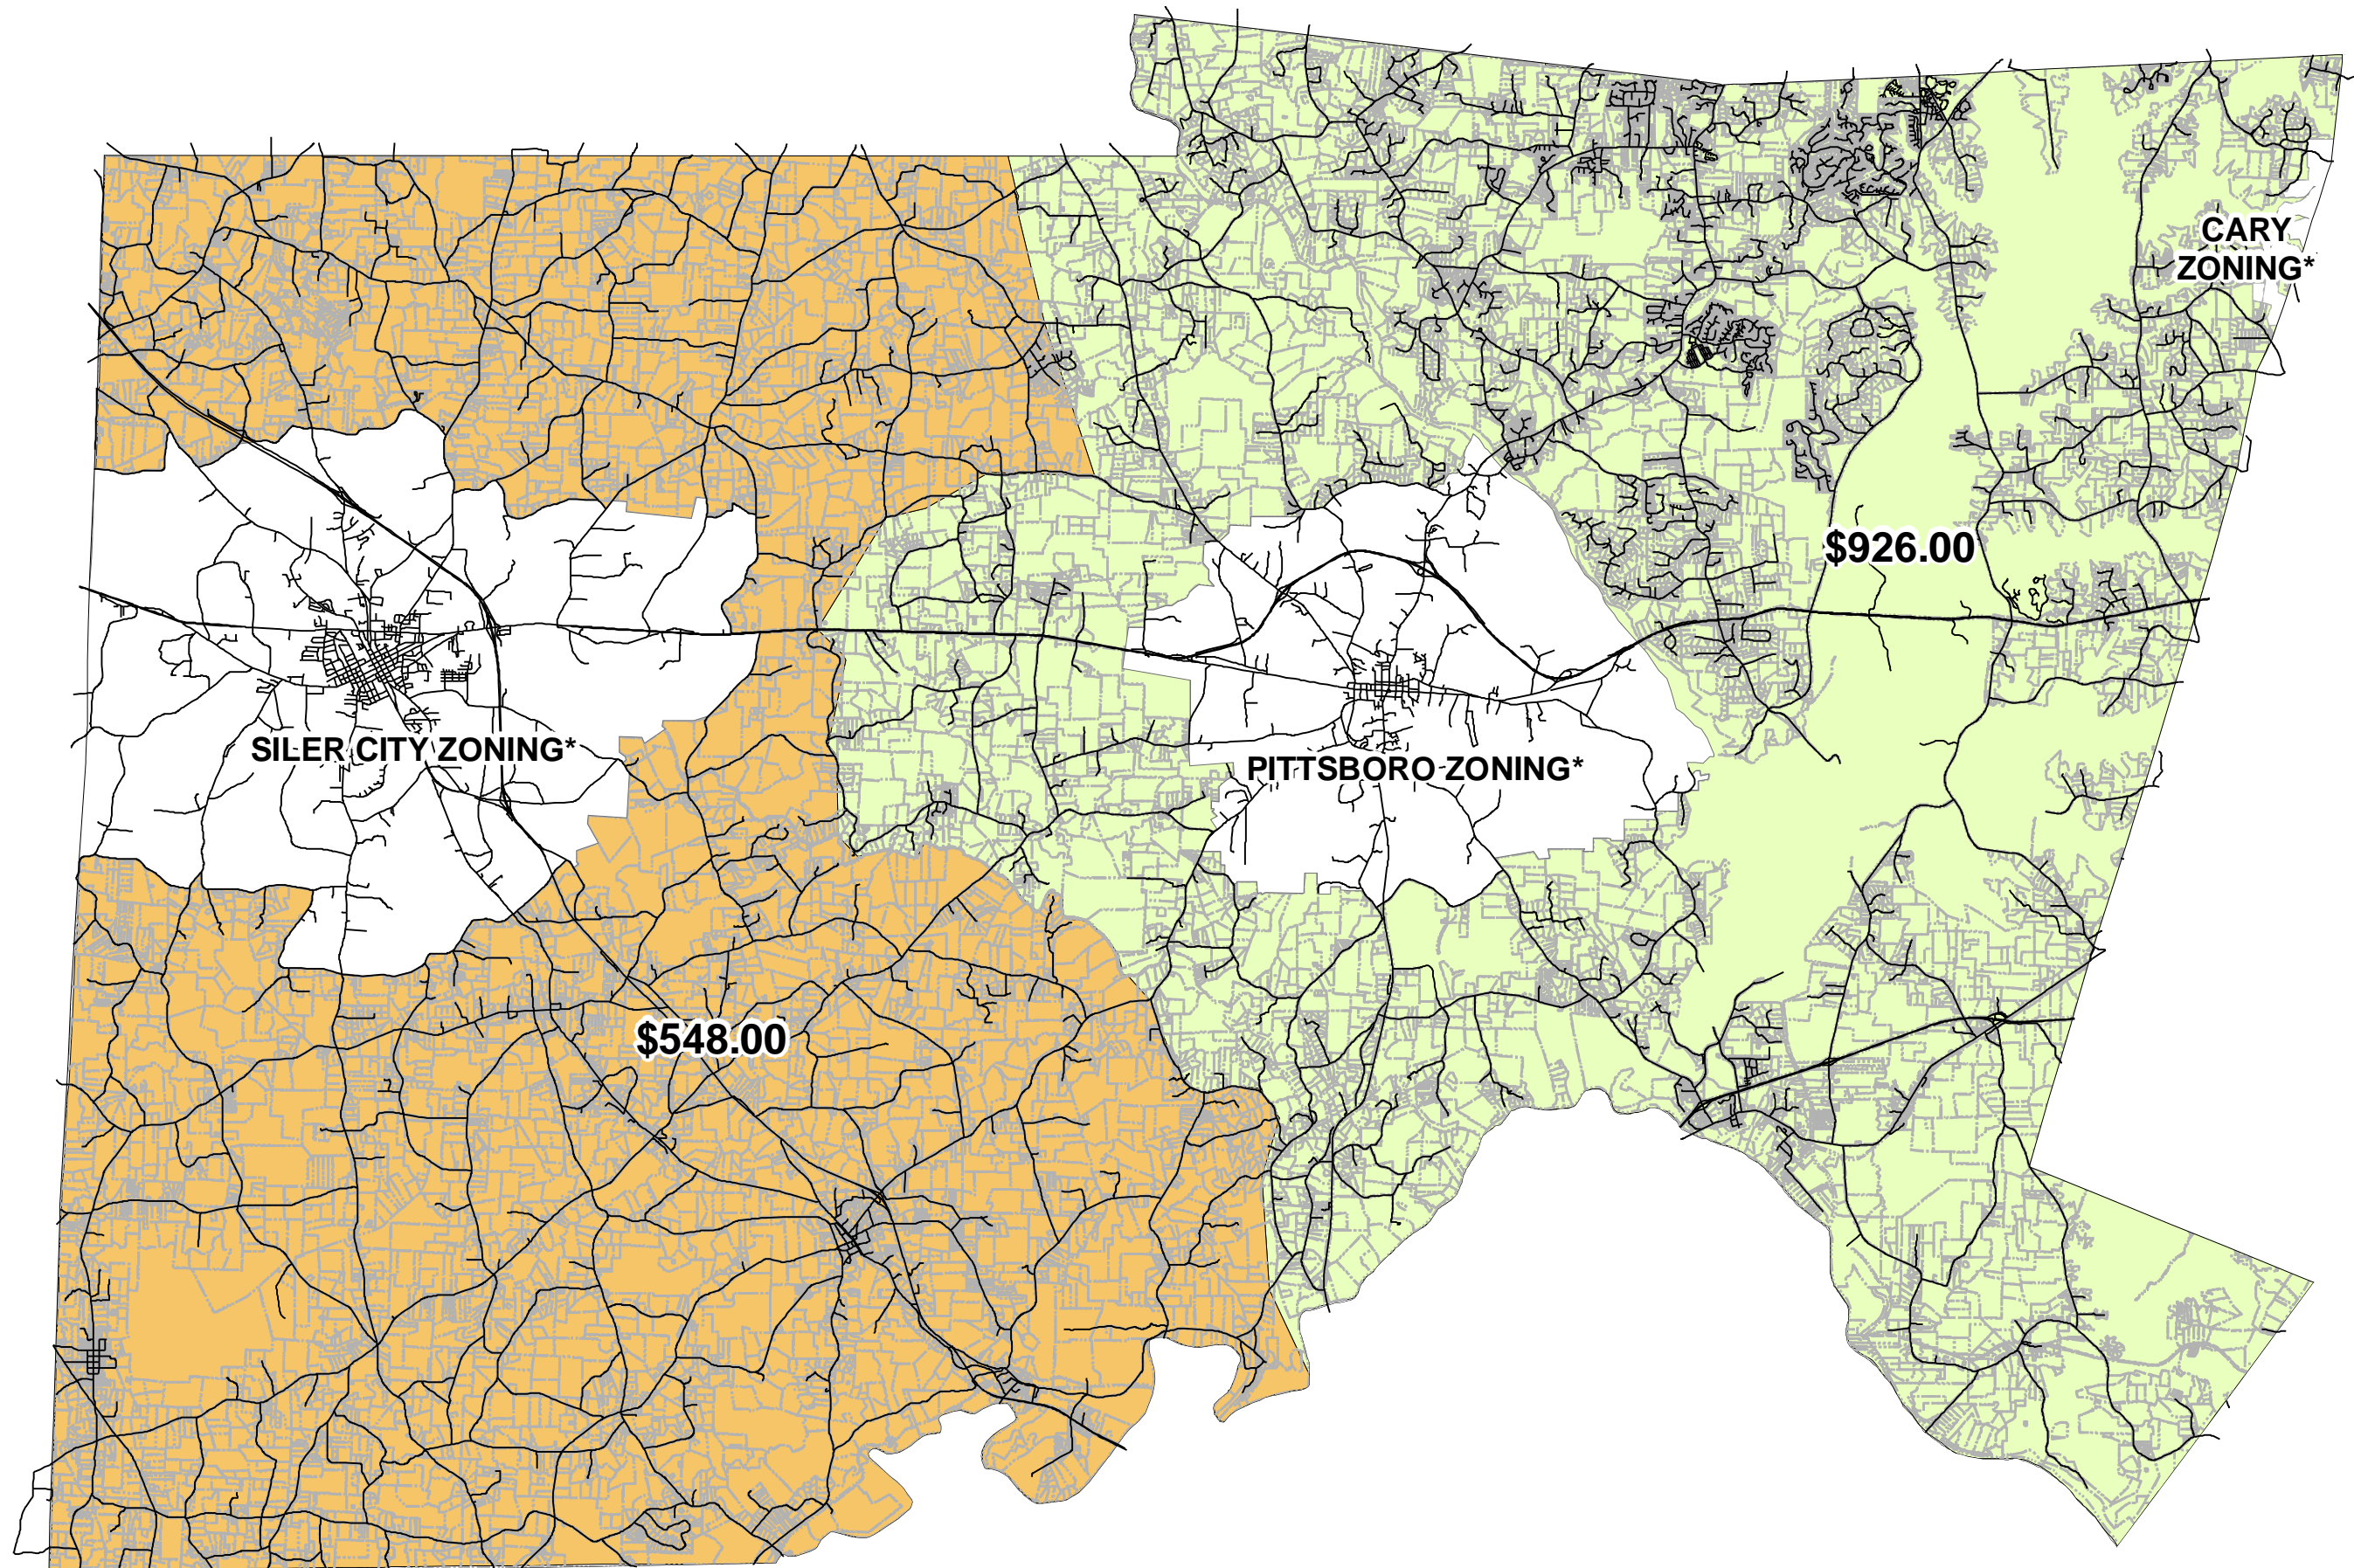 CARY
ZONING*
$926.00
SILER CITY ZONING*
PITTSBORO ZONING*
$548.00